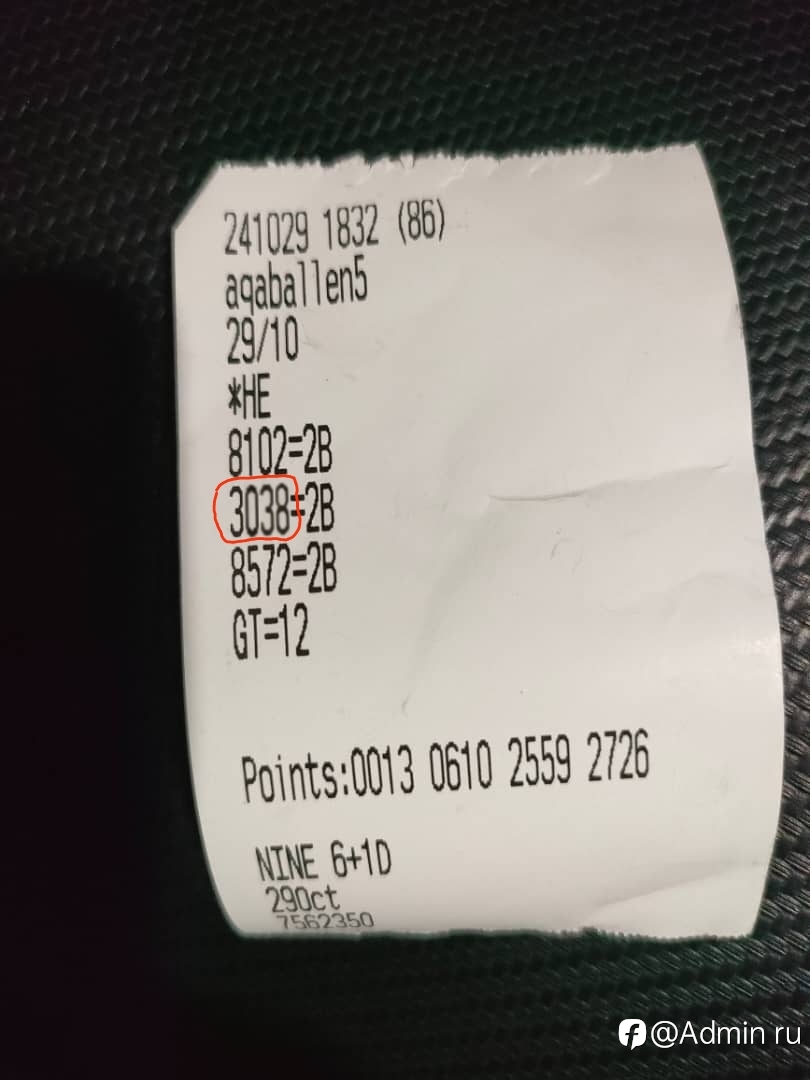 241029 1832 (86)
aqaballen5
29/10
*HE
8102=2B
3038=2B
8572=2B
GT=12
Points:0013 0610 2559 2726
NINE 6+1D
29Oct
7562350
@Admin ru